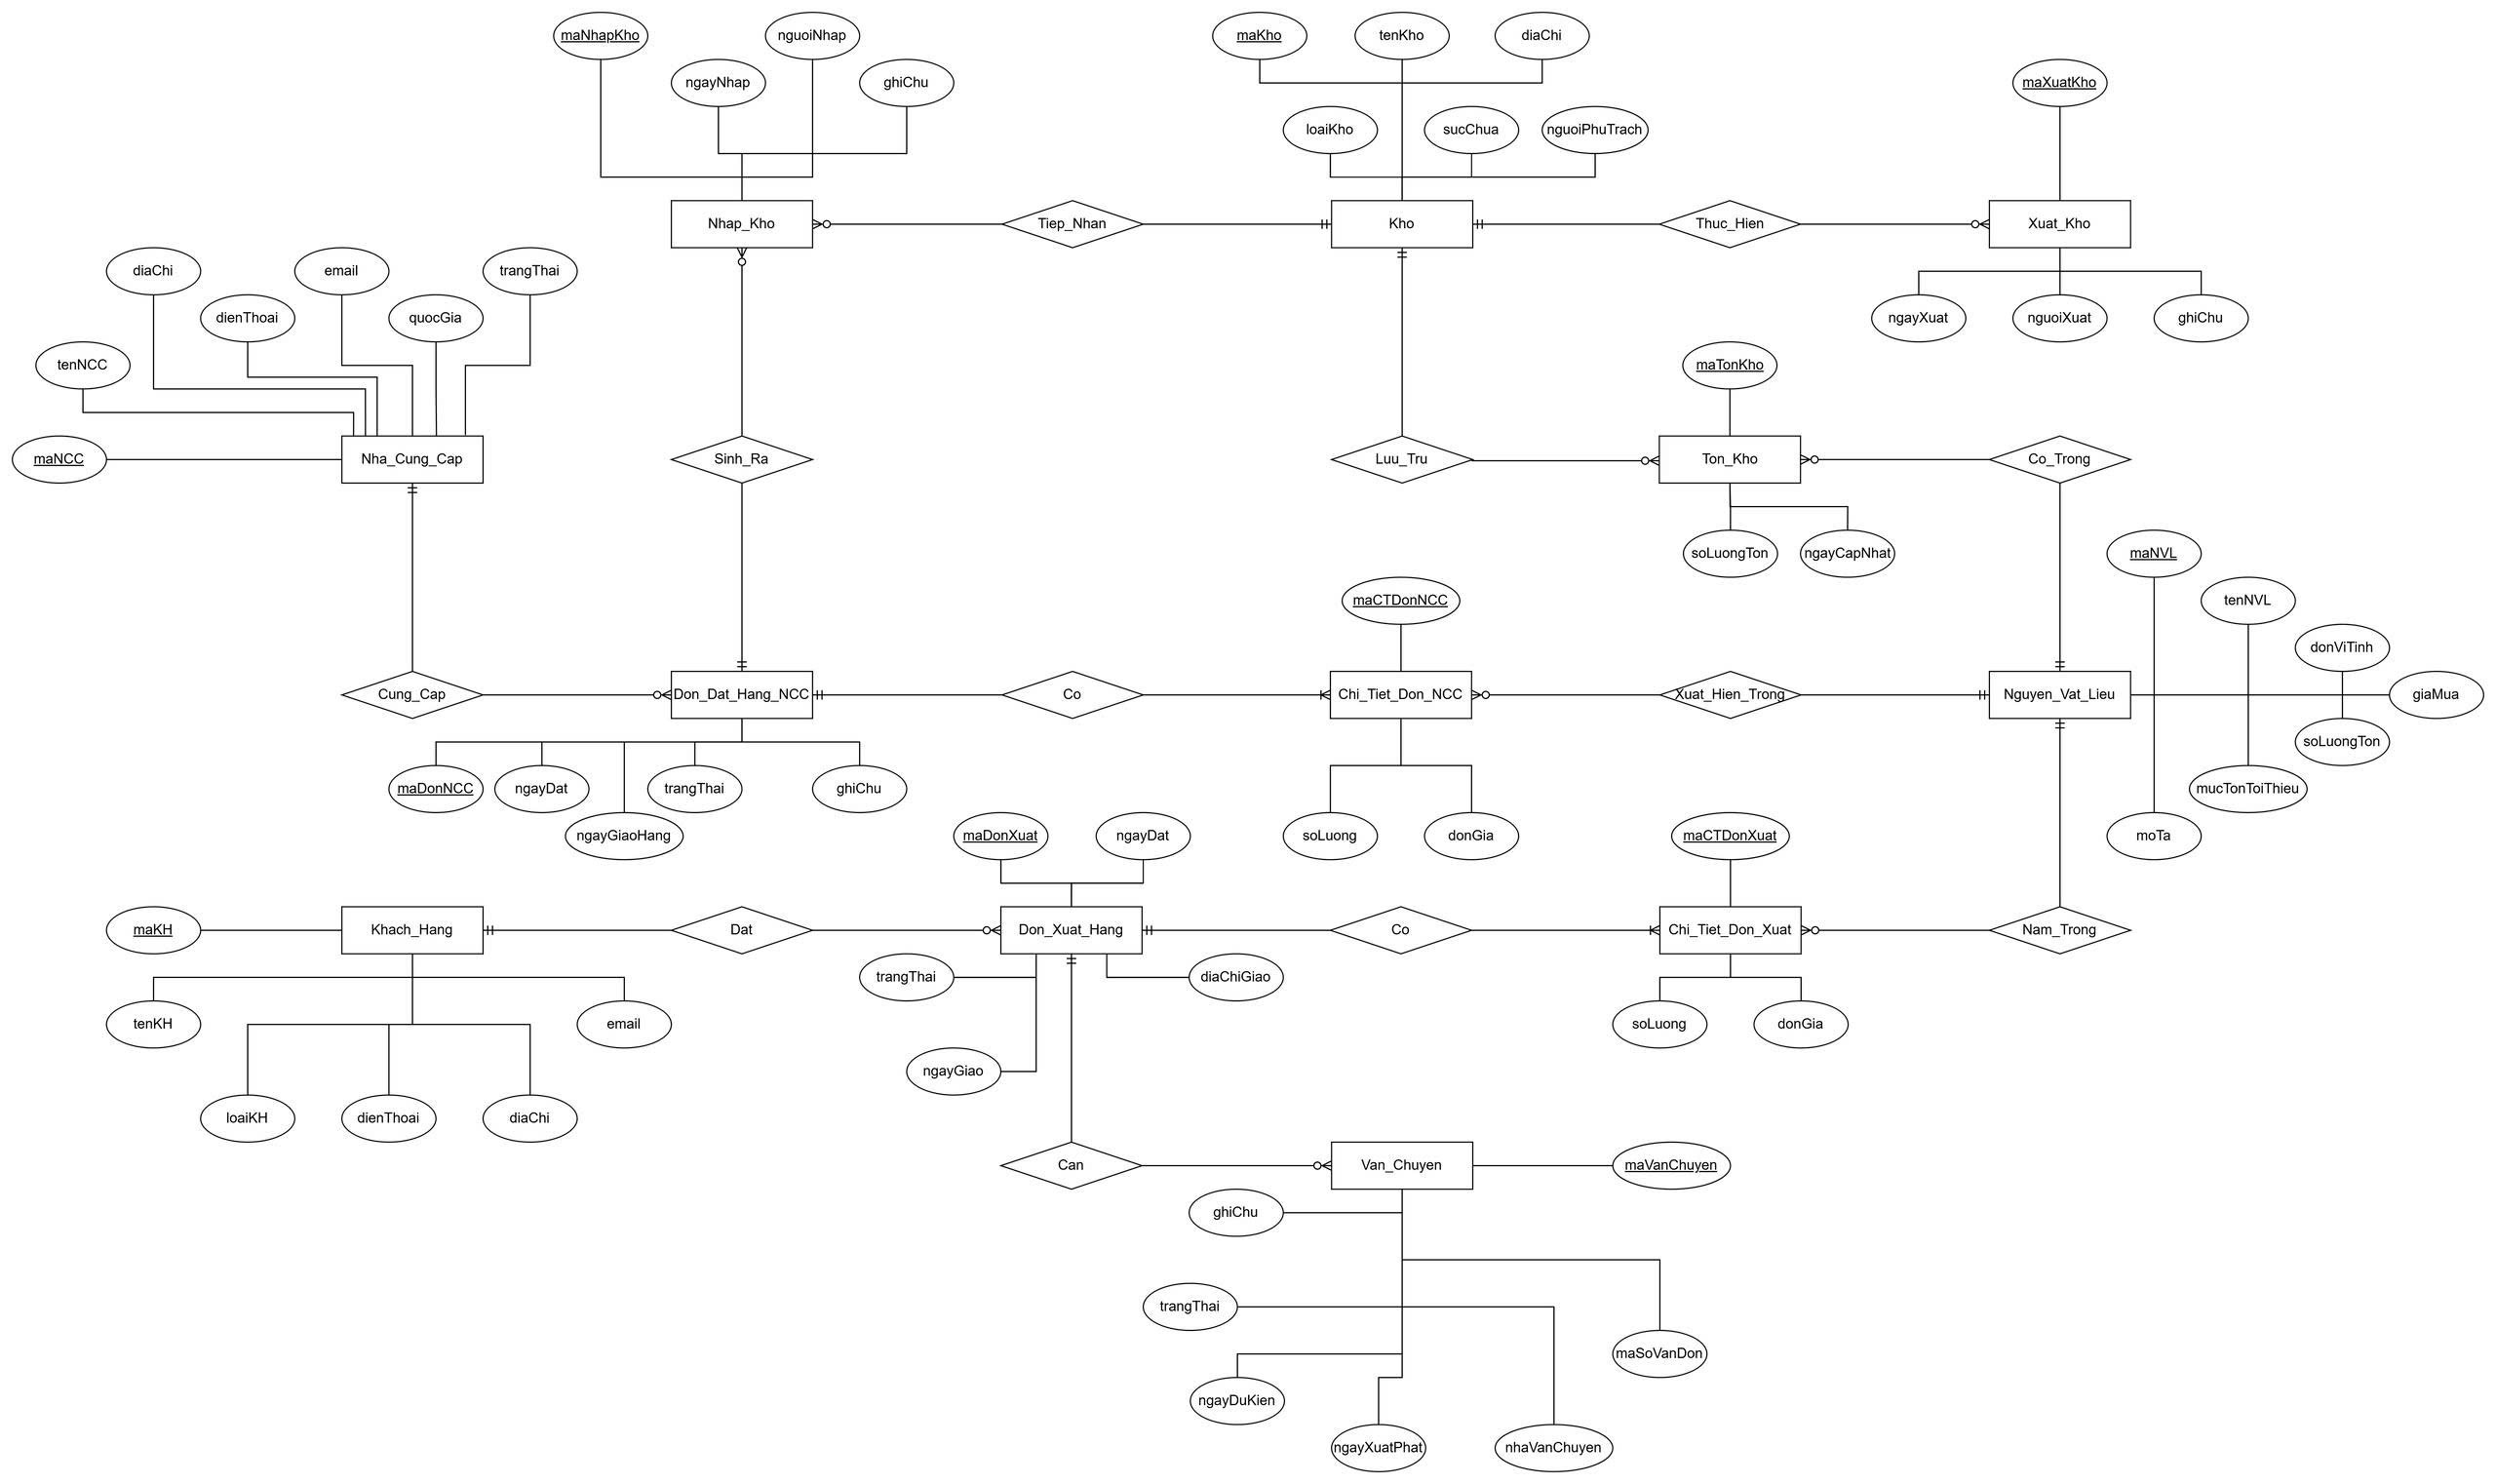 maNhapKho
nguoiNhap
maKho
tenKho
diaChi
ngayNhap
ghiChu
maXuatKho
loaiKho
sucChua
nguoiPhuTrach
Nhap_Kho
Tiep_Nhan
Kho
Thuc_Hien
Xuat_Kho
diaChi
email
trangThai
dienThoai
quocGia
ngayXuat
nguoiXuat
ghiChu
tenNCC
maTonKho
maNCC
Nha_Cung_Cap
Sinh_Ra
Luu_Tru
Ton_Kho
Co_Trong
soLuongTon
ngayCapNhat
maNVL
maCTDonNCC
tenNVL
donViTinh
Cung_Cap
Don_Dat_Hang_NCC
Co
Chi_Tiet_Don_NCC
Xuat_Hien_Trong
Nguyen_Vat_Lieu
giaMua
soLuongTon
maDonNCC
ngayDat
trangThai
ghiChu
mucTonToiThieu
ngayGiaoHang
maDonXuat
ngayDat
soLuong
donGia
maCTDonXuat
moTa
maKH
Khach_Hang
Dat
Don_Xuat_Hang
Co
Chi_Tiet_Don_Xuat
Nam_Trong
trangThai
diaChiGiao
tenKH
email
soLuong
donGia
ngayGiao
loaiKH
dienThoai
diaChi
Can
Van_Chuyen
maVanChuyen
ghiChu
trangThai
maSoVanDon
ngayDuKien
ngayXuatPhat
nhaVanChuyen